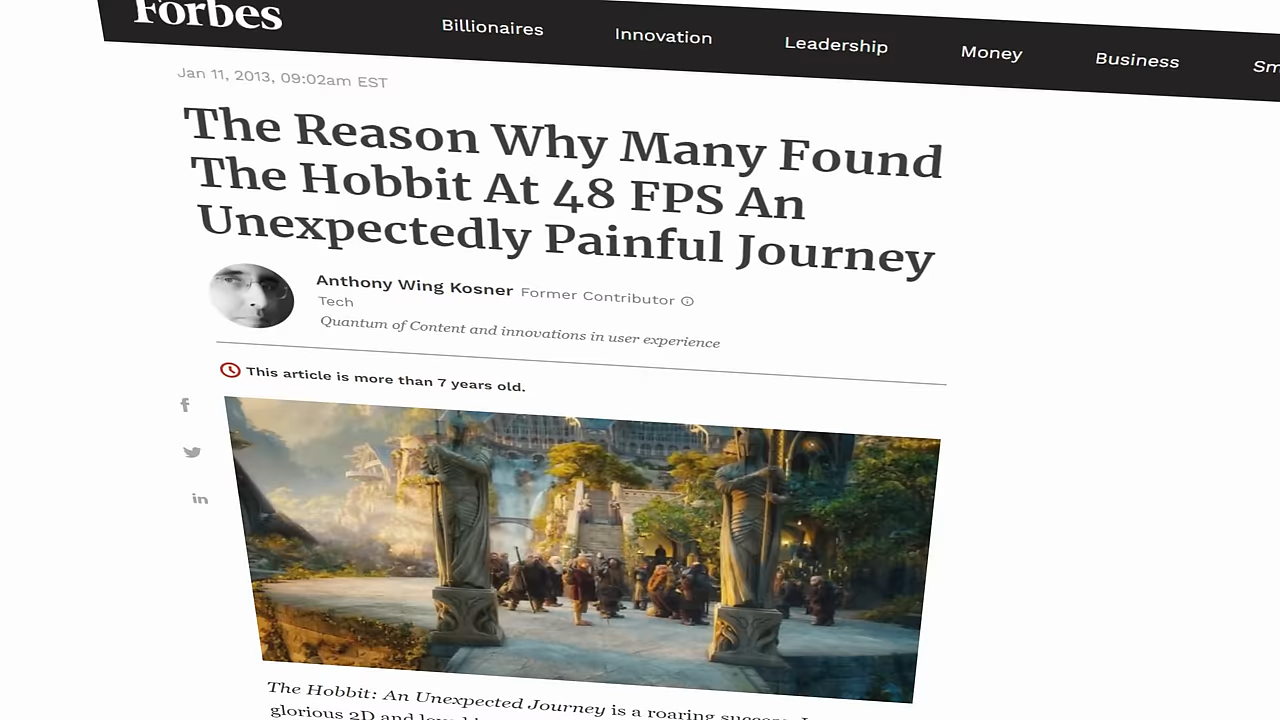 Forbes
Billionaires Innovation Leadership Money Business
Jan 11, 2013, 09:02am EST
The Reason Why Many Found
The Hobbit At 48 FPS An
Unexpectedly Painful Journey
Anthony Wing Kosner Former Contributor
Tech
Quantum of Content and innovations in user experience
This article is more than 7 years old.
f
in
The Hobbit: An Unexpected Journey is a roaring
glorious 2D and